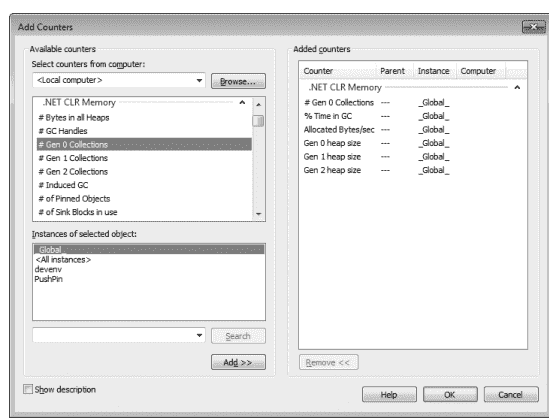 Add Counters
Available counters
Select counters from computer:
<Local computer>
Browse...
.NET CLR Memory
# Bytes in all Heaps
# GC Handles
# Gen 0 Collections
# Gen 1 Collections
# Gen 2 Collections
# Induced GC
# of Pinned Objects
# of Sink Blocks in use
Instances of selected object:
_Global_
<All instances>
devenv
PushPin
Search
Add >>
Show description
Added counters
Counter Parent Instance Computer
.NET CLR Memory
# Gen 0 Collections --- _Global_
% Time in GC --- _Global_
Allocated Bytes/sec --- _Global_
Gen 0 heap size --- _Global_
Gen 1 heap size --- _Global_
Gen 2 heap size --- _Global_
Remove <<
Help OK Cancel